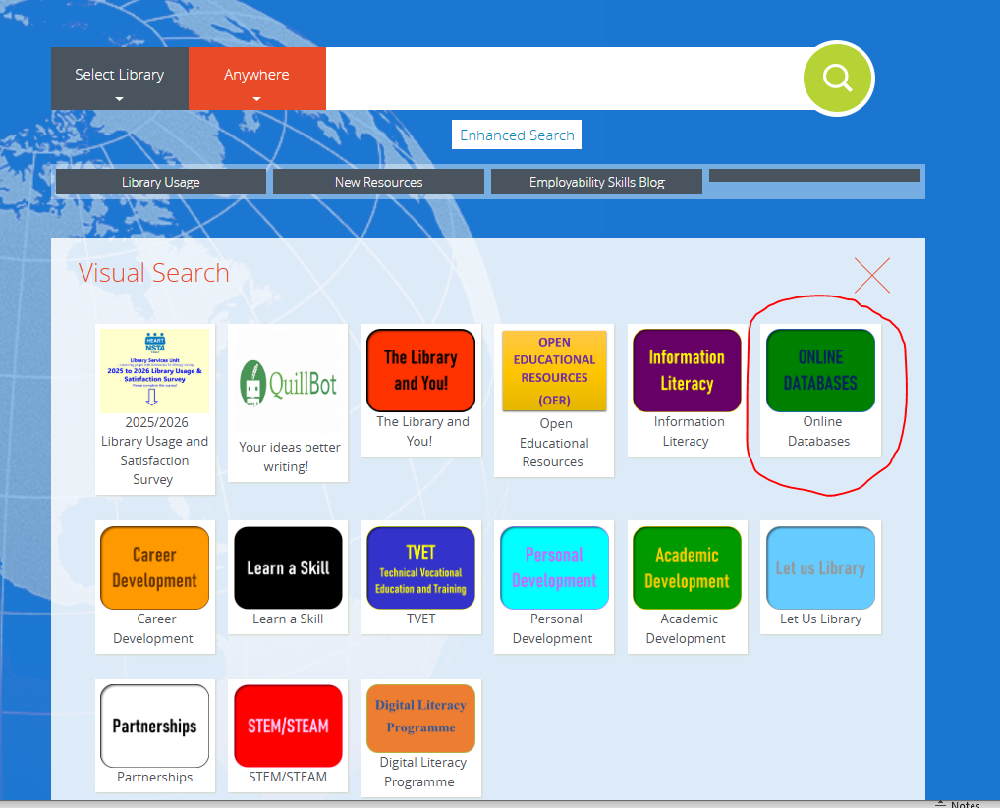 Select Library
Anywhere
Enhanced Search
Library Usage
New Resources
Employability Skills Blog
Visual Search
HEART
NSTA
Library Services Unit
2025 to 2026 Library Usage &
Satisfaction Survey
2025/2026
Library Usage and
Satisfaction
Survey
QuillBot
Your ideas better
writing!
The Library
and You!
The Library and
You!
OPEN
EDUCATIONAL
RESOURCES
(OER)
Open
Educational
Resources
Information
Literacy
Information
Literacy
ONLINE
DATABASES
Online
Databases
Career
Development
Career
Development
Learn a Skill
Learn a Skill
TVET
Technical Vocational
Education and Training
TVET
Personal
Development
Personal
Development
Academic
Development
Academic
Development
Let us Library
Let Us Library
Partnerships
Partnerships
STEM/STEAM
STEM/STEAM
Digital Literacy
Programme
Digital Literacy
Programme
Notes